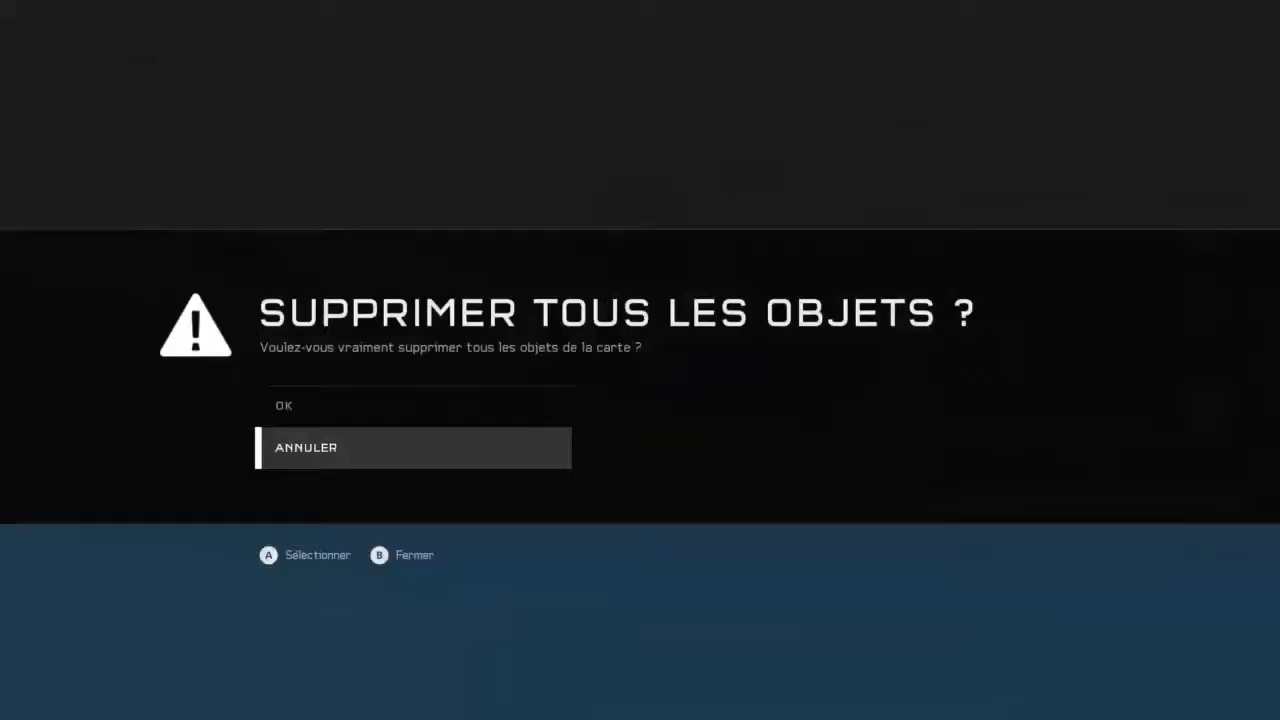 SUPPRIMER TOUS LES OBJETS ?
Voulez-vous vraiment supprimer tous les objets de la carte ?
OK
ANNULER
A Sélectionner B Fermer